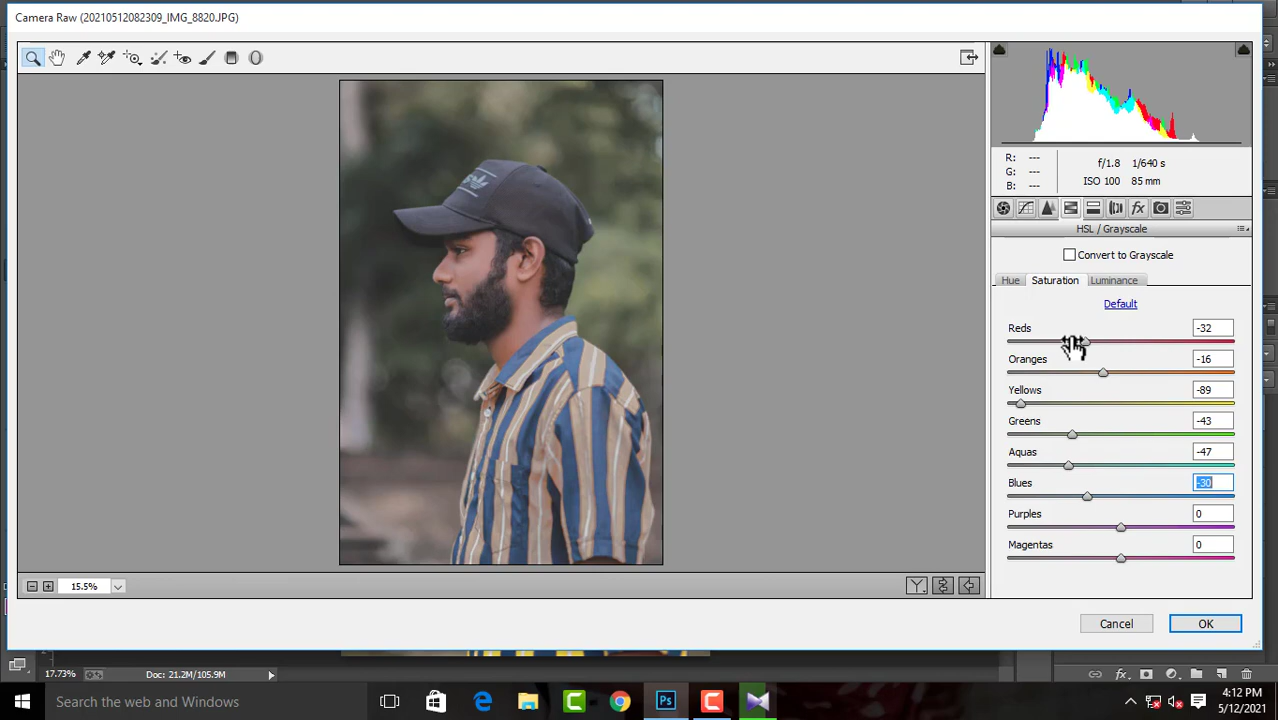 Camera Raw (20210512082309_IMG_8820.JPG)
R: ---
G: ---
B: ---
f/1.8 1/640 s
ISO 100 85 mm
fx
HSL / Grayscale
Convert to Grayscale
Hue Saturation Luminance
Default
Reds -32
Oranges -16
Yellows -89
Greens -43
Aquas -47
Blues -30
Purples 0
Magentas 0
15.5%
Y
Cancel OK
17.73% Doc: 21.2M/105.9M
fx
Search the web and Windows
Ps
4:12 PM
5/12/2021